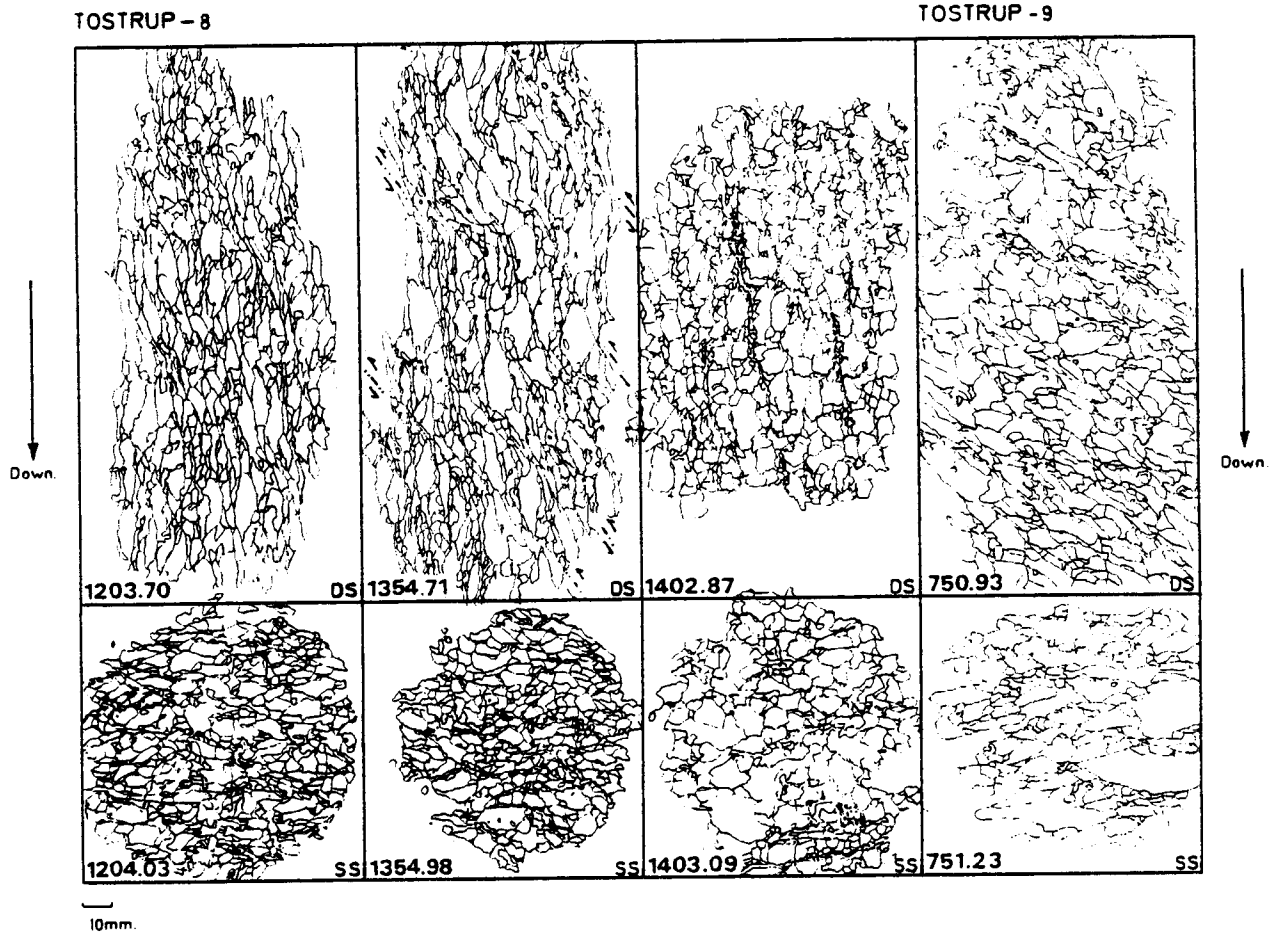 TOSTRUP – 8
TOSTRUP - 9
Down.
Down.
1203.70 DS
1354.71 DS
1402.87 DS
750.93 DS
1204.03 SS
1354.98 SS
1403.09 SS
751.23 SS
10mm.